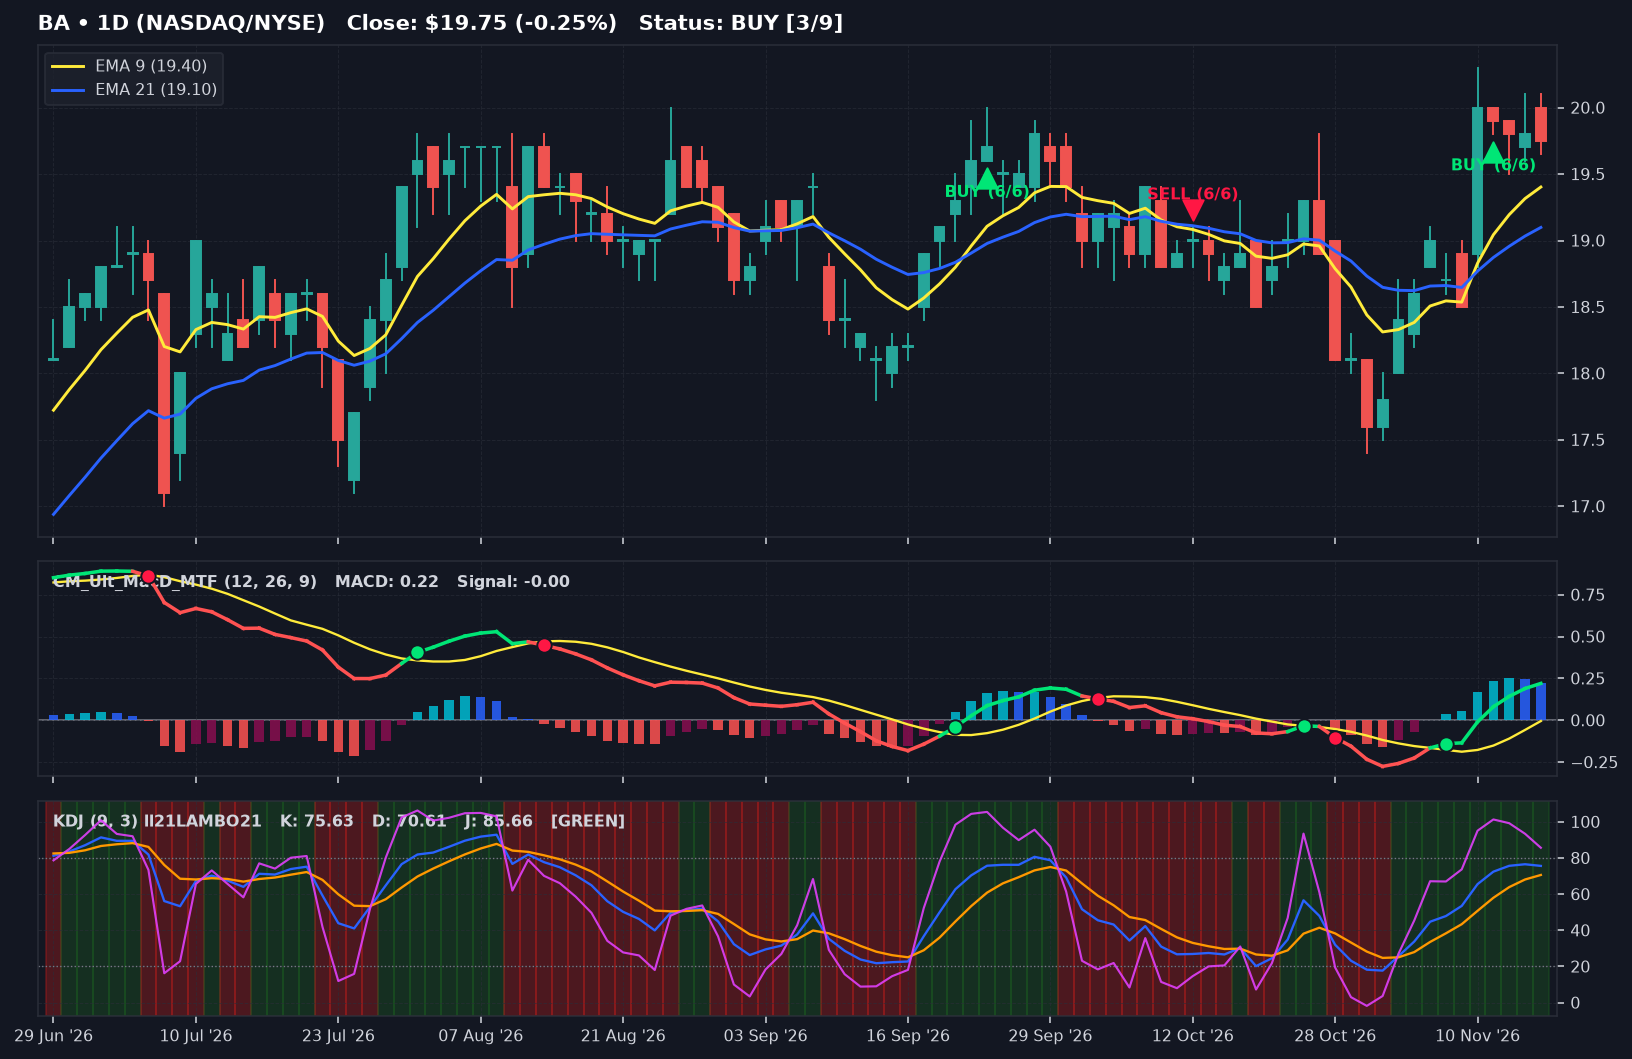 BA • 1D (NASDAQ/NYSE)   Close: $19.75 (-0.25%)   Status: BUY [3/9]
EMA 9 (19.40)
EMA 21 (19.10)
20.0
19.5
19.0
18.5
18.0
17.5
17.0
BUY (6/6)
SELL (6/6)
BUY (6/6)
CM_Ult_MacD_MTF (12, 26, 9)   MACD: 0.22   Signal: -0.00
0.75
0.50
0.25
0.00
−0.25
KDJ (9, 3) II21LAMBO21   K: 75.63   D: 70.61   J: 85.66   [GREEN]
100
80
60
40
20
0
29 Jun '26
10 Jul '26
23 Jul '26
07 Aug '26
21 Aug '26
03 Sep '26
16 Sep '26
29 Sep '26
12 Oct '26
28 Oct '26
10 Nov '26